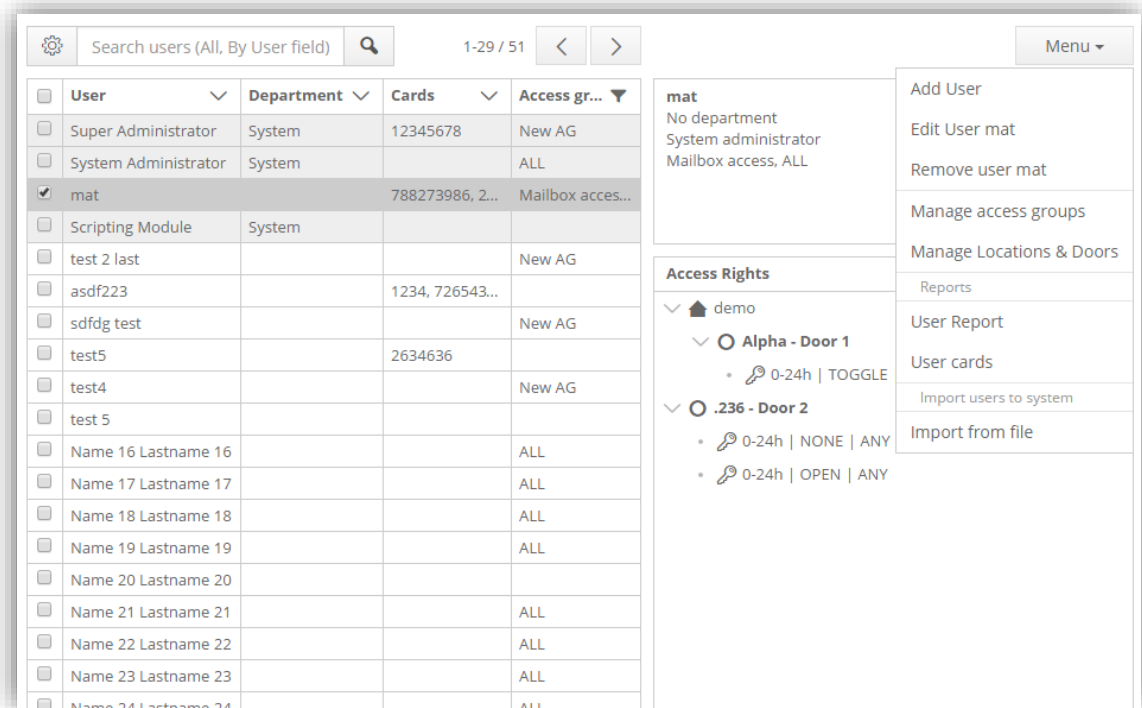 Search users (All, By User field)
1-29 / 51
Menu
User Department Cards Access gr...
Super Administrator System 12345678 New AG
System Administrator System ALL
mat 788273986, 2... Mailbox acces...
Scripting Module System
test 2 last New AG
asdf223 1234, 726543...
sdfdg test New AG
test5 2634636
test4 New AG
test 5
Name 16 Lastname 16 ALL
Name 17 Lastname 17 ALL
Name 18 Lastname 18 ALL
Name 19 Lastname 19 ALL
Name 20 Lastname 20
Name 21 Lastname 21 ALL
Name 22 Lastname 22 ALL
Name 23 Lastname 23 ALL
Name 24 Lastname 24 ALL
mat
No department
System administrator
Mailbox access, ALL
Access Rights
demo
Alpha - Door 1
0-24h | TOGGLE
.236 - Door 2
0-24h | NONE | ANY
0-24h | OPEN | ANY
Add User
Edit User mat
Remove user mat
Manage access groups
Manage Locations & Doors
Reports
User Report
User cards
Import users to system
Import from file